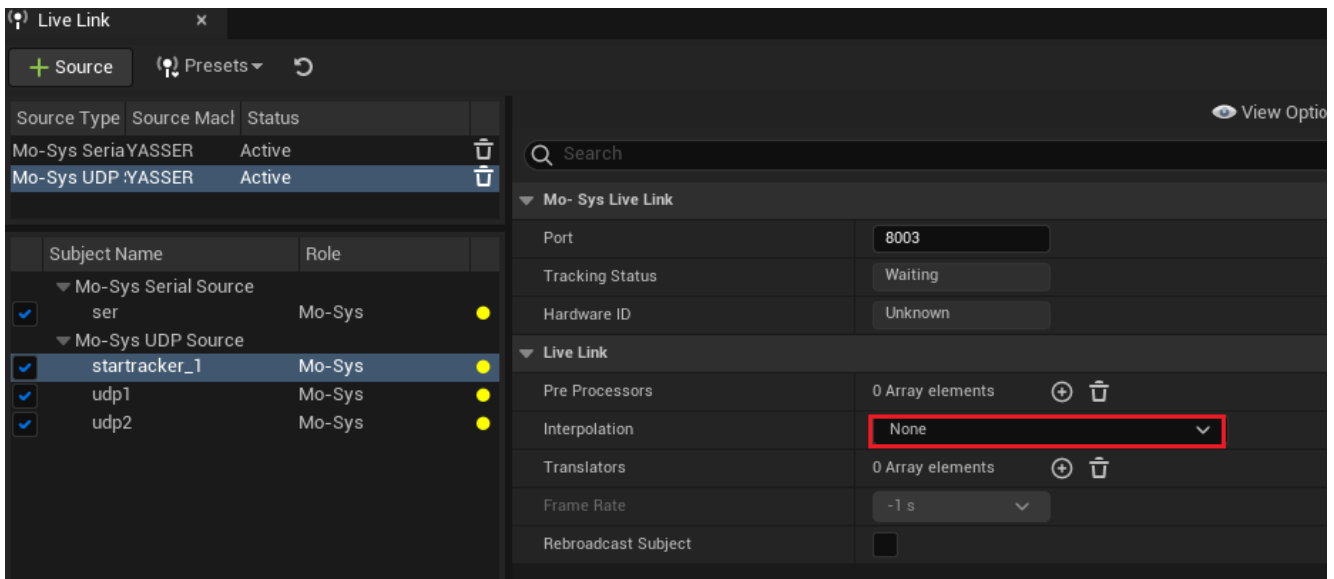 Live Link
Source Presets
View Optio
Source Type Source Macl Status
Mo-Sys Seria YASSER Active
Mo-Sys UDP YASSER Active
Search
Mo- Sys Live Link
Port 8003
Tracking Status Waiting
Hardware ID Unknown
Subject Name Role
Mo-Sys Serial Source
ser Mo-Sys
Mo-Sys UDP Source
startracker_1 Mo-Sys
udp1 Mo-Sys
udp2 Mo-Sys
Live Link
Pre Processors 0 Array elements
Interpolation None
Translators 0 Array elements
Frame Rate -1 s
Rebroadcast Subject